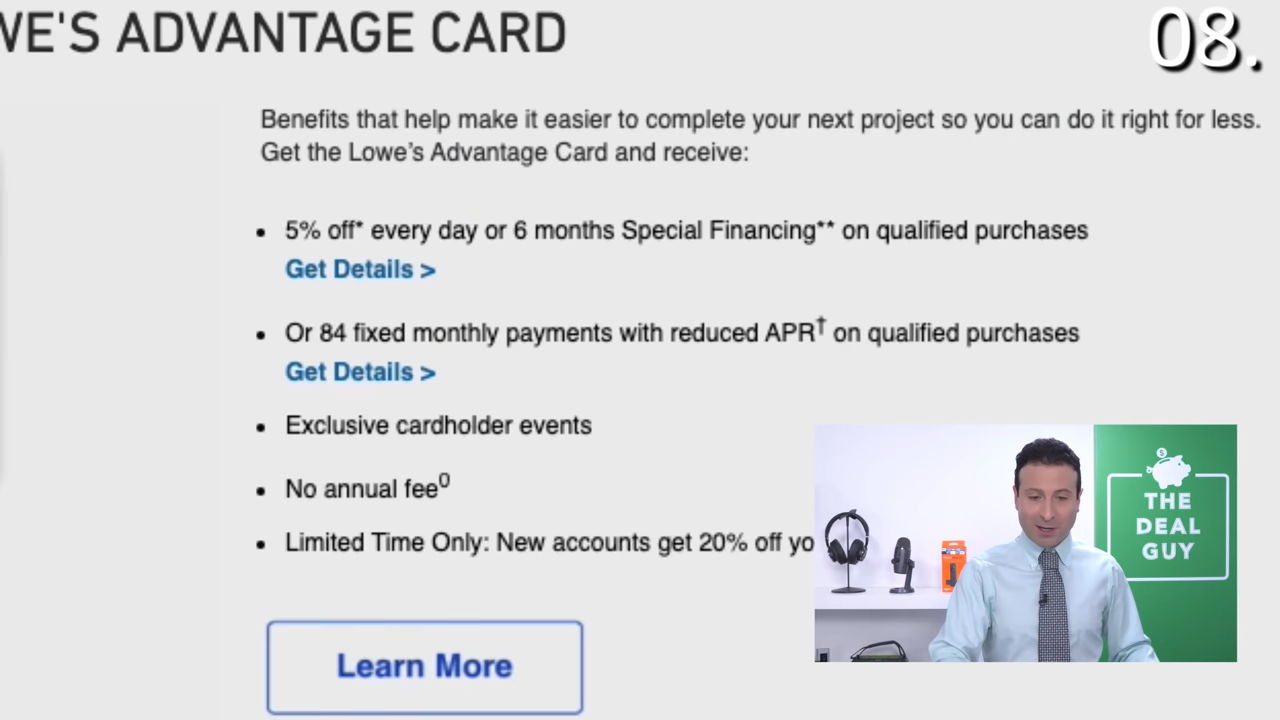 WE'S ADVANTAGE CARD
08.
Benefits that help make it easier to complete your next project so you can do it right for less.
Get the Lowe's Advantage Card and receive:
• 5% off* every day or 6 months Special Financing** on qualified purchases
Get Details >
• Or 84 fixed monthly payments with reduced APR† on qualified purchases
Get Details >
• Exclusive cardholder events
• No annual fee⁰
• Limited Time Only: New accounts get 20% off yo
Learn More
THE
DEAL
GUY